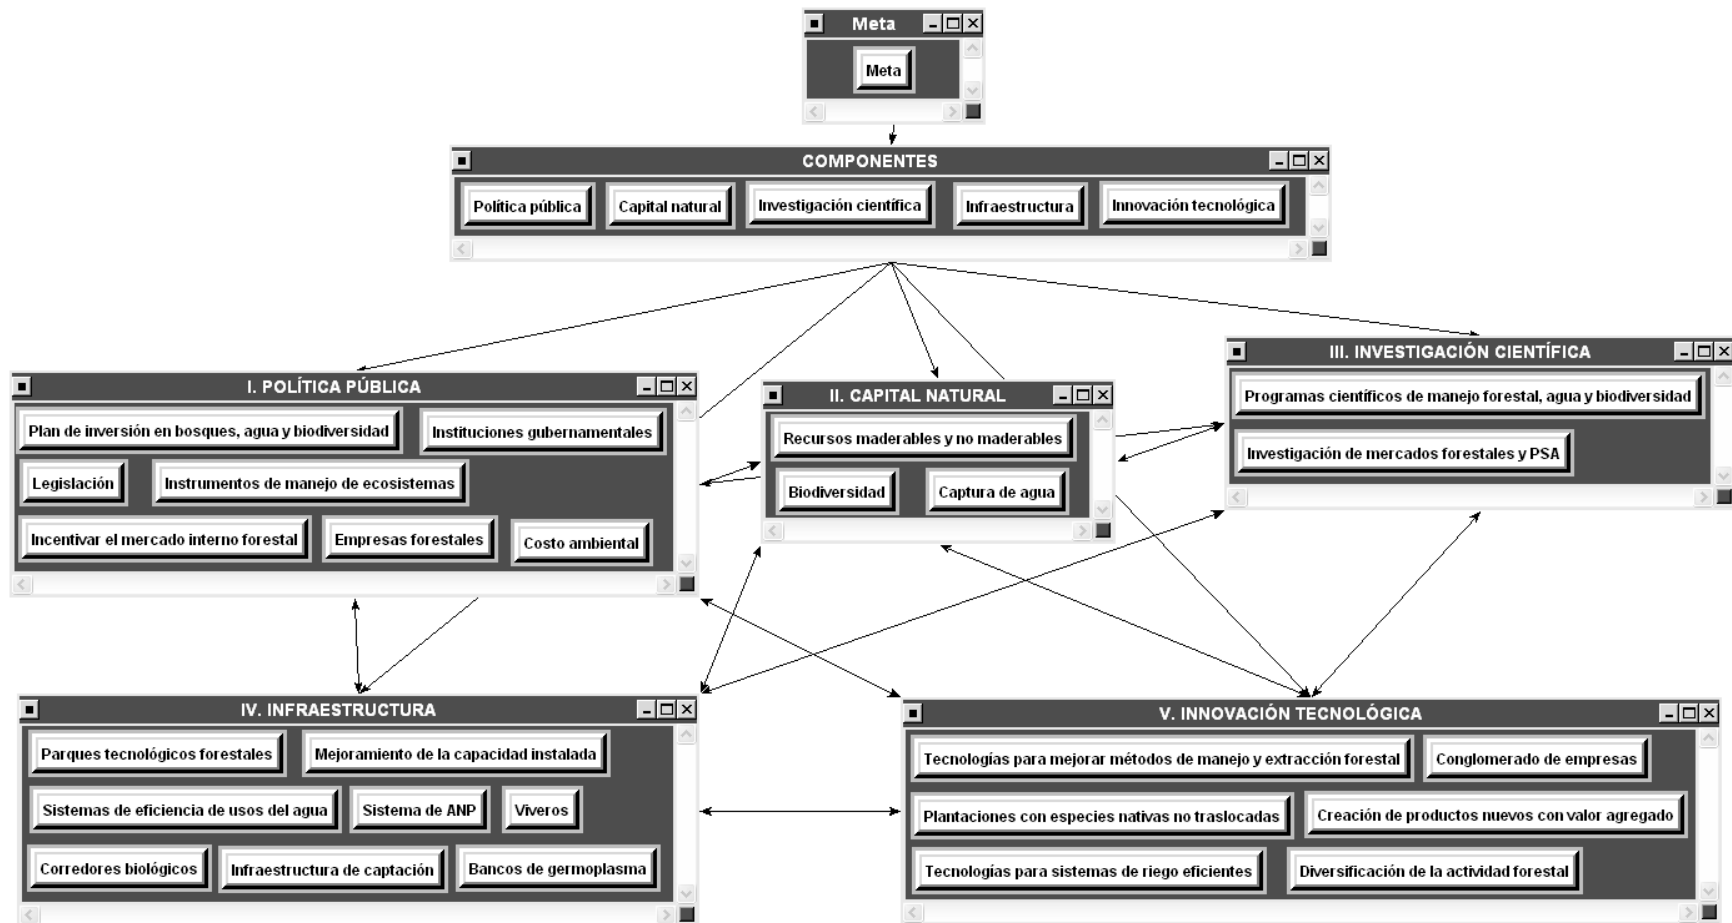 Meta
Meta
COMPONENTES
Política pública
Capital natural
Investigación científica
Infraestructura
Innovación tecnológica
I. POLÍTICA PÚBLICA
Plan de inversión en bosques, agua y biodiversidad
Instituciones gubernamentales
Legislación
Instrumentos de manejo de ecosistemas
Incentivar el mercado interno forestal
Empresas forestales
Costo ambiental
II. CAPITAL NATURAL
Recursos maderables y no maderables
Biodiversidad
Captura de agua
III. INVESTIGACIÓN CIENTÍFICA
Programas científicos de manejo forestal, agua y biodiversidad
Investigación de mercados forestales y PSA
IV. INFRAESTRUCTURA
Parques tecnológicos forestales
Mejoramiento de la capacidad instalada
Sistemas de eficiencia de usos del agua
Sistema de ANP
Viveros
Corredores biológicos
Infraestructura de captación
Bancos de germoplasma
V. INNOVACIÓN TECNOLÓGICA
Tecnologías para mejorar métodos de manejo y extracción forestal
Conglomerado de empresas
Plantaciones con especies nativas no traslocadas
Creación de productos nuevos con valor agregado
Tecnologías para sistemas de riego eficientes
Diversificación de la actividad forestal